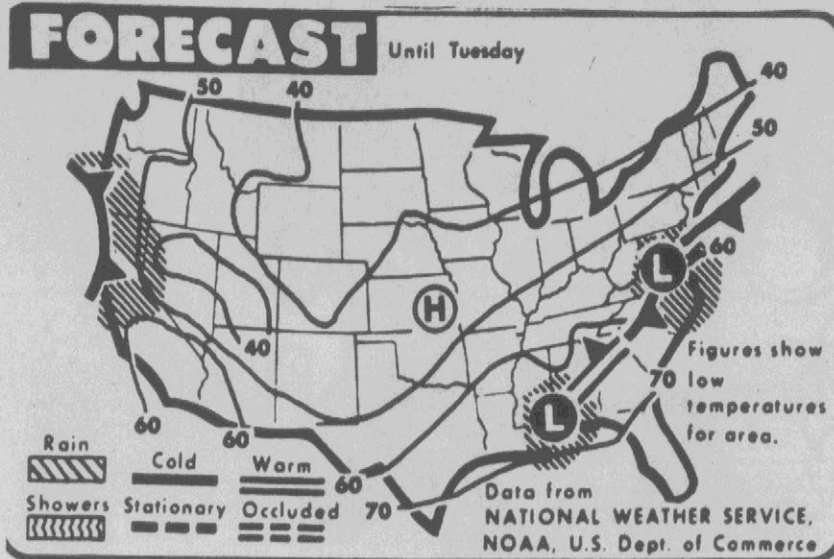 FORECAST
Until Tuesday
50
40
40
50
60
L
H
40
Figures show
low
70
temperatures
for area.
L
60
60
60
70
Rain
Cold
Warm
Showers
Stationary
Occluded
Data from
NATIONAL WEATHER SERVICE,
NOAA, U.S. Dept. of Commerce